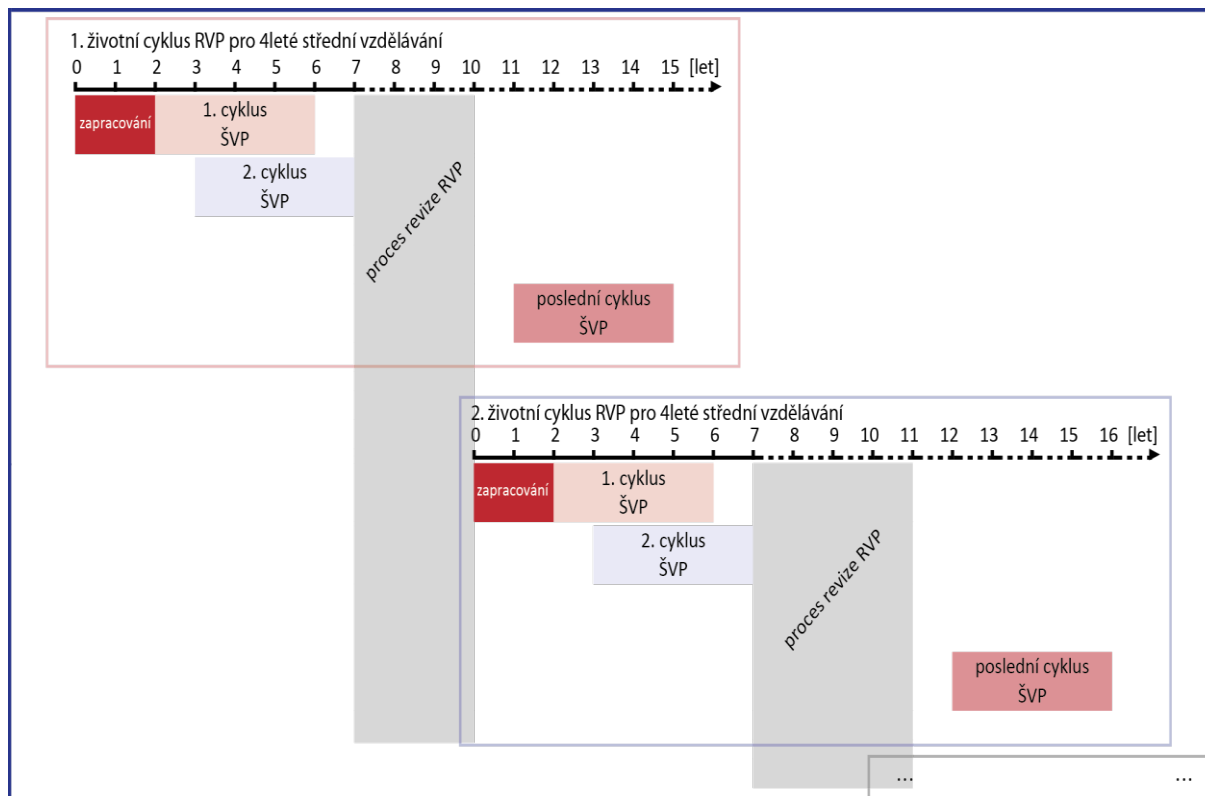 1. životní cyklus RVP pro 4leté střední vzdělávání
0 1 2 3 4 5 6 7 8 9 10 11 12 13 14 15 [let]
zapracování
1. cyklus
ŠVP
2. cyklus
ŠVP
proces revize RVP
poslední cyklus
ŠVP
2. životní cyklus RVP pro 4leté střední vzdělávání
0 1 2 3 4 5 6 7 8 9 10 11 12 13 14 15 16 [let]
zapracování
1. cyklus
ŠVP
2. cyklus
ŠVP
proces revize RVP
poslední cyklus
ŠVP
... ...